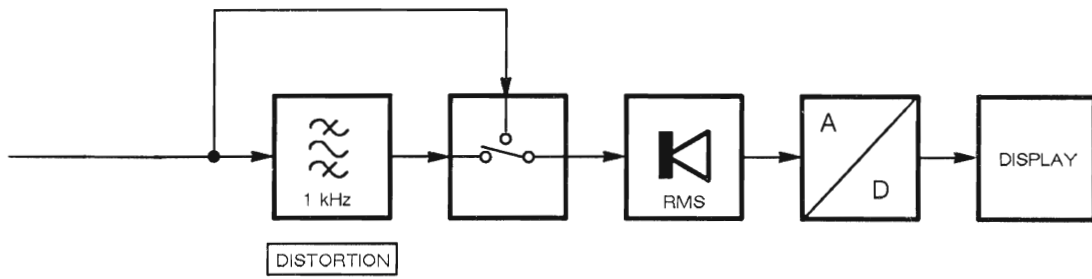 1 kHz
RMS
A
D
DISPLAY
DISTORTION